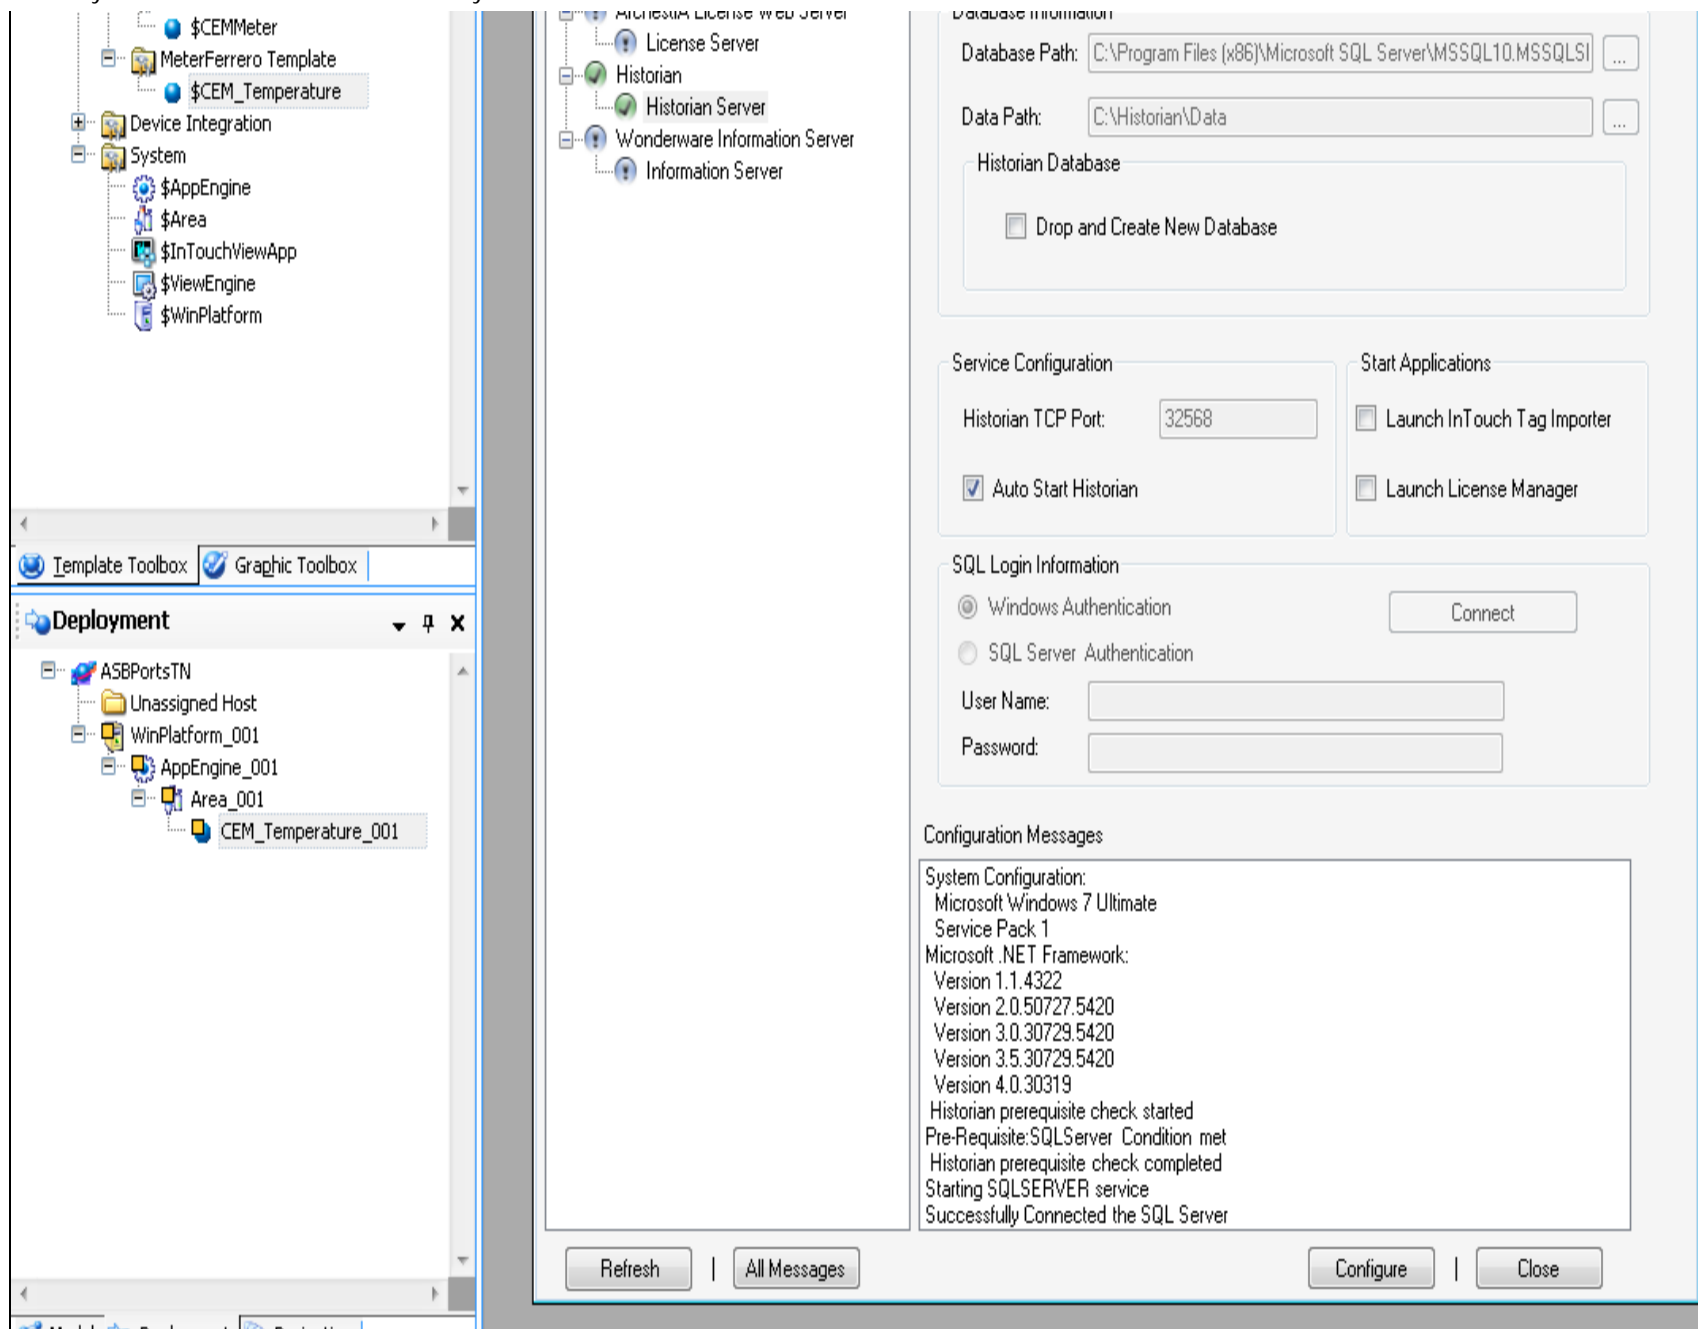 $CEMMeter
MeterFerrero Template
$CEM_Temperature
Device Integration
System
$AppEngine
$Area
$InTouchViewApp
$ViewEngine
$WinPlatform
Template Toolbox
Graphic Toolbox
Deployment
ASBPortsTN
Unassigned Host
WinPlatform_001
AppEngine_001
Area_001
CEM_Temperature_001
ArchestrA License Web Server
License Server
Historian
Historian Server
Wonderware Information Server
Information Server
Refresh
|
All Messages
Database Information
Database Path: C:\Program Files (x86)\Microsoft SQL Server\MSSQL10.MSSQLSI ...
Data Path: C:\Historian\Data ...
Historian Database
Drop and Create New Database
Service Configuration
Historian TCP Port: 32568
Auto Start Historian
Start Applications
Launch InTouch Tag Importer
Launch License Manager
SQL Login Information
Windows Authentication
Connect
SQL Server Authentication
User Name:
Password:
Configuration Messages
System Configuration:
Microsoft Windows 7 Ultimate
Service Pack 1
Microsoft .NET Framework:
Version 1.1.4322
Version 2.0.50727.5420
Version 3.0.30729.5420
Version 3.5.30729.5420
Version 4.0.30319
Historian prerequisite check started
Pre-Requisite:SQLServer Condition met
Historian prerequisite check completed
Starting SQLSERVER service
Successfully Connected the SQL Server
Configure
|
Close